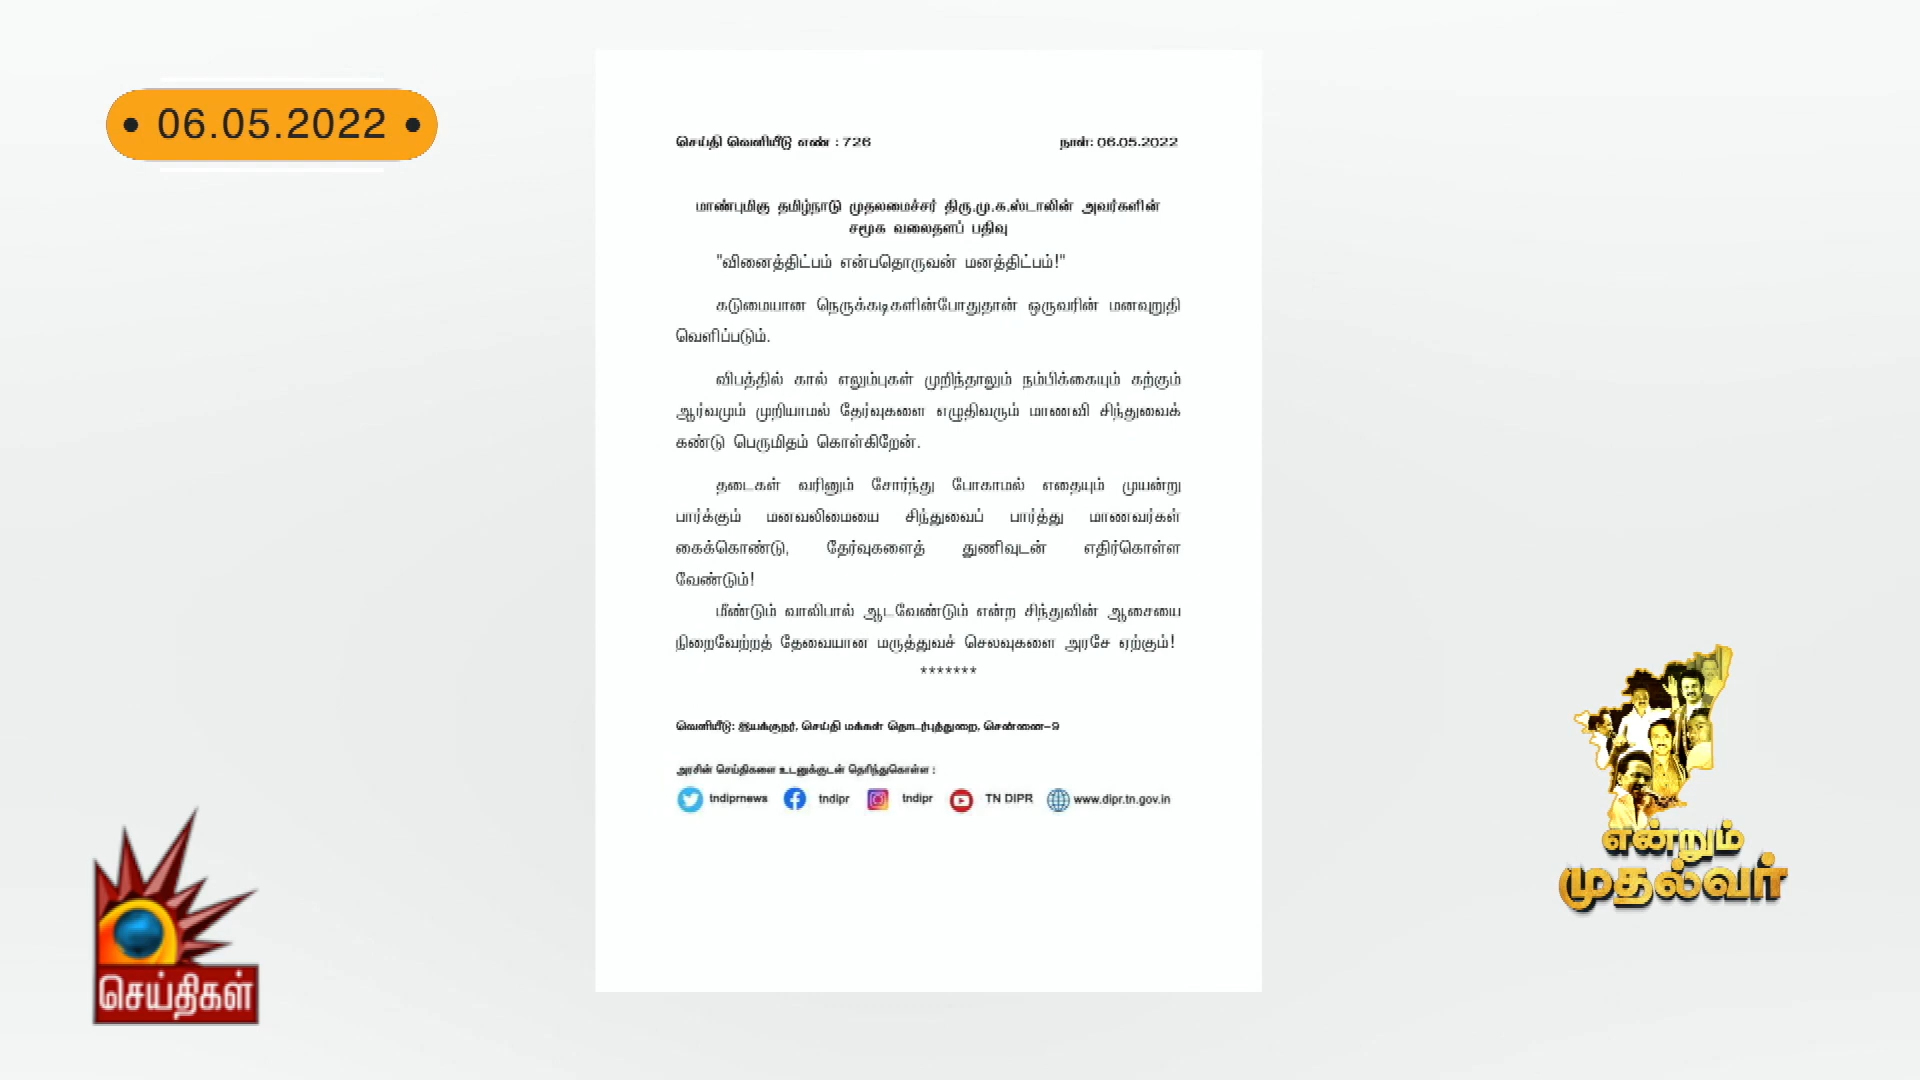 06.05.2022
செய்தி வெளியீடு எண் : 726 நாள்: 06.05.2022
மாண்புமிகு தமிழ்நாடு முதலமைச்சர் திரு.மு.க.ஸ்டாலின் அவர்களின்
சமூக வலைதளப் பதிவு
"வினைத்திட்பம் என்பதொருவன் மனத்திட்பம்!"
கடுமையான நெருக்கடிகளின்போதுதான் ஒருவரின் மனவுறுதி
வெளிப்படும்.
விபத்தில் கால் எலும்புகள் முறிந்தாலும் நம்பிக்கையும் கற்கும்
ஆர்வமும் முறியாமல் தேர்வுகளை எழுதிவரும் மாணவி சிந்துவைக்
கண்டு பெருமிதம் கொள்கிறேன்.
தடைகள் வரினும் சோர்ந்து போகாமல் எதையும் முயன்று
பார்க்கும் மனவலிமையை சிந்துவைப் பார்த்து மாணவர்கள்
கைக்கொண்டு, தேர்வுகளைத் துணிவுடன் எதிர்கொள்ள
வேண்டும்!
மீண்டும் வாலிபால் ஆடவேண்டும் என்ற சிந்துவின் ஆசையை
நிறைவேற்றத் தேவையான மருத்துவச் செலவுகளை அரசே ஏற்கும்!
*******
வெளியீடு: இயக்குநர், செய்தி மக்கள் தொடர்புத்துறை, சென்னை-9
அரசின் செய்திகளை உடனுக்குடன் தெரிந்துகொள்ள :
tndiprnews tndipr tndipr TN DIPR www.dipr.tn.gov.in
என்றும்
முதல்வர்
செய்திகள்